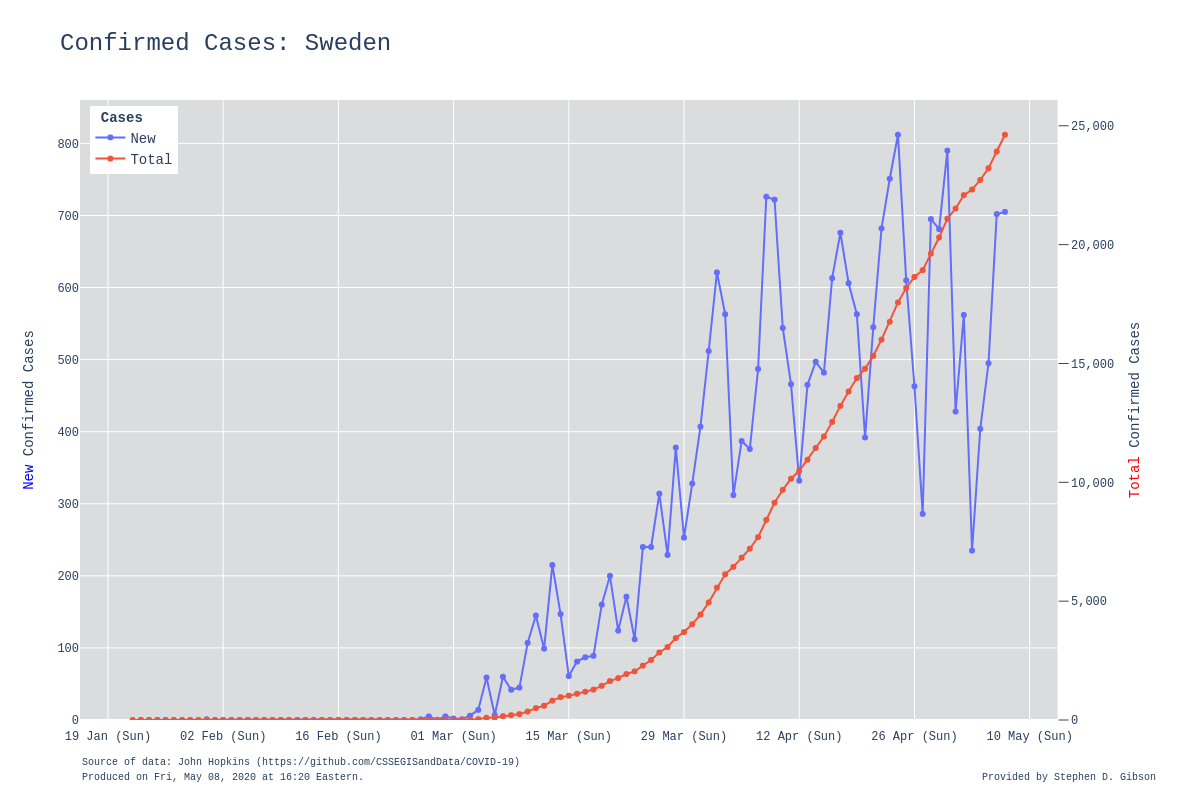 Confirmed Cases: Sweden
Cases
New
Total
800
700
600
500
400
300
200
100
0
New Confirmed Cases
25,000
20,000
15,000
10,000
5,000
0
Total Confirmed Cases
19 Jan (Sun) 02 Feb (Sun) 16 Feb (Sun) 01 Mar (Sun) 15 Mar (Sun) 29 Mar (Sun) 12 Apr (Sun) 26 Apr (Sun) 10 May (Sun)
Source of data: John Hopkins (https://github.com/CSSEGISandData/COVID-19)
Produced on Fri, May 08, 2020 at 16:20 Eastern.
Provided by Stephen D. Gibson